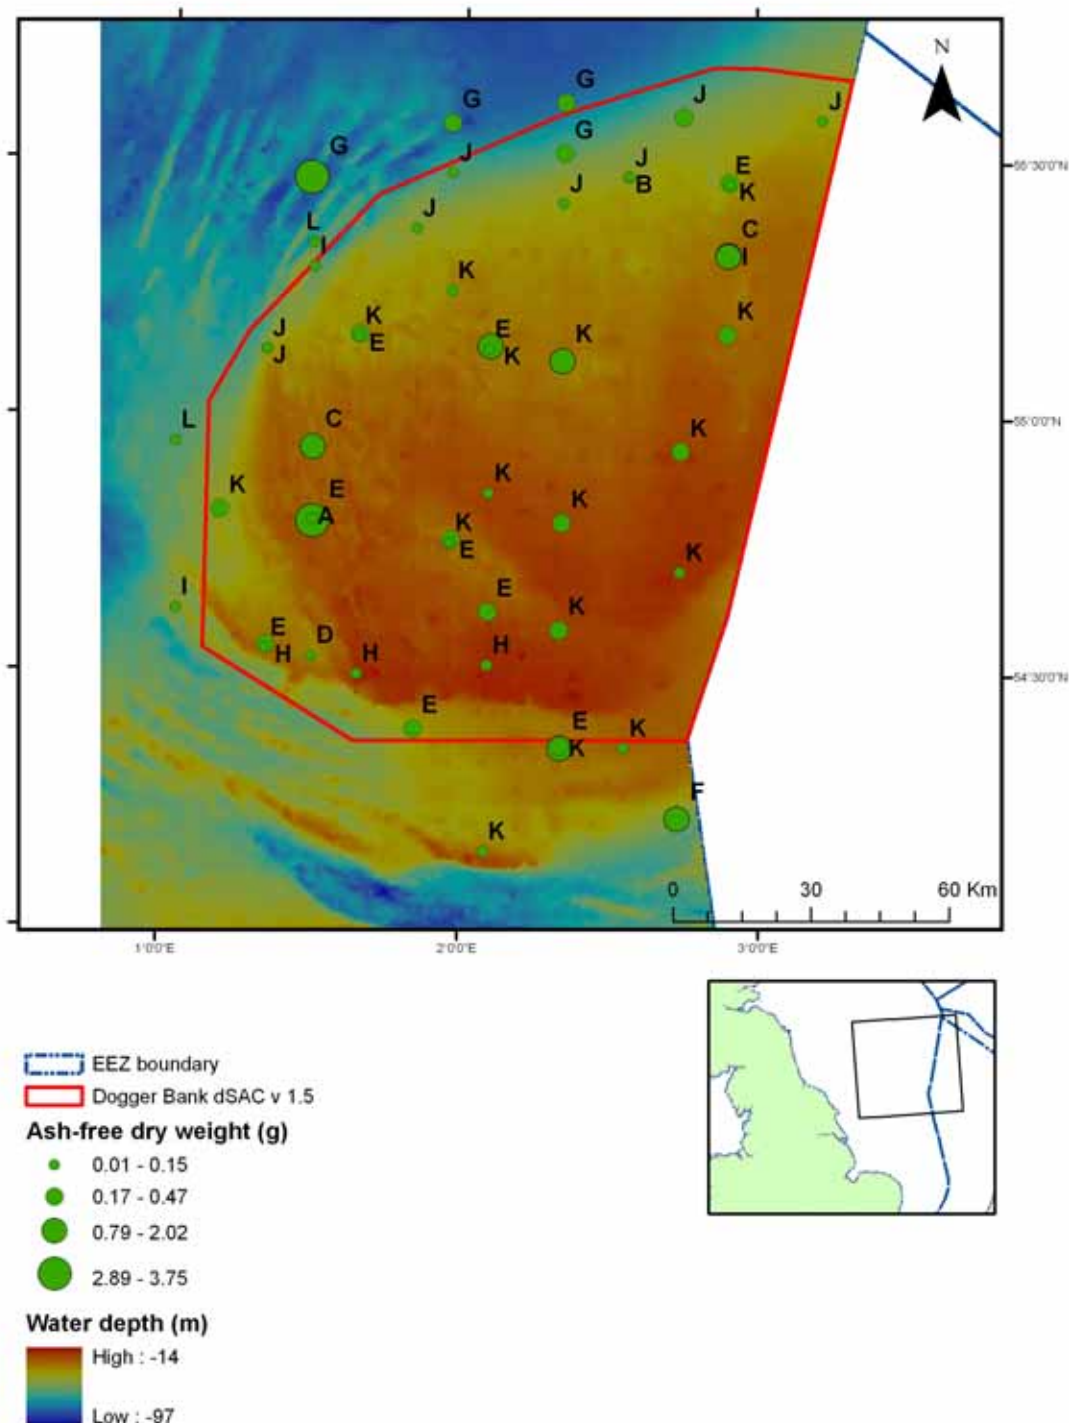 N
G
G
J
J
G
G
J
J
B
E
K
J
J
L
I
J
C
I
K
K
E
K
E
K
K
K
J
J
L
C
K
K
E
A
K
K
K
E
K
I
E
K
E
H
D
H
H
E
E
K
K
F
K
55°30'0"N
55°0'0"N
54°30'0"N
0 30 60 Km
1°0'0"E 2°0'0"E 3°0'0"E
EEZ boundary
Dogger Bank dSAC v 1.5
Ash-free dry weight (g)
0.01 - 0.15
0.17 - 0.47
0.79 - 2.02
2.89 - 3.75
Water depth (m)
High : -14
Low : -97